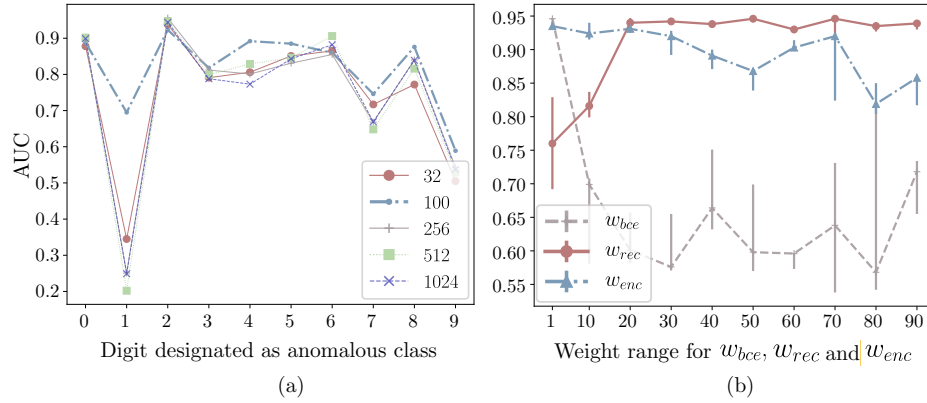 0.9
0.8
0.7
0.6
0.5
0.4
0.3
0.2
AUC
0 1 2 3 4 5 6 7 8 9
Digit designated as anomalous class
32
100
256
512
1024
(a)
0.95
0.90
0.85
0.80
0.75
0.70
0.65
0.60
0.55
1 10 20 30 40 50 60 70 80 90
Weight range for w_bce, w_rec and w_enc
w_bce
w_rec
w_enc
(b)